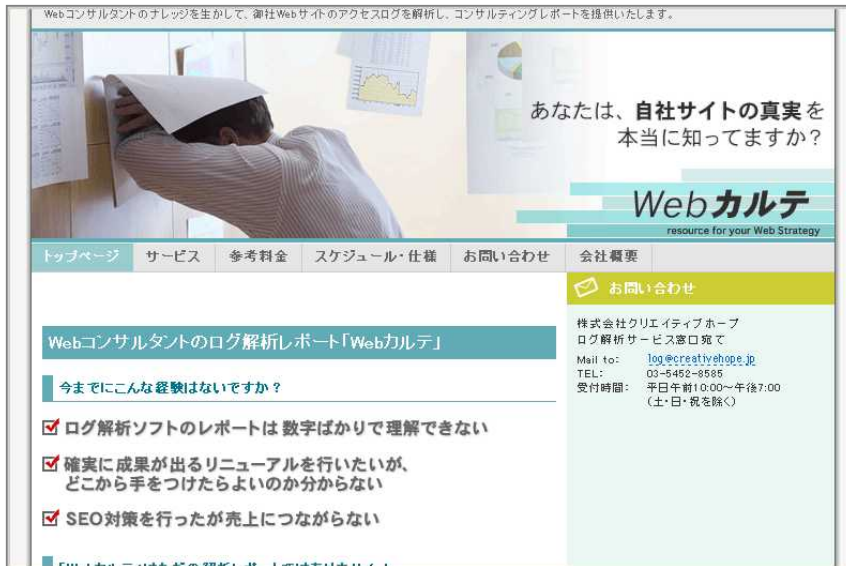 Webコンサルタントのナレッジを生かして、御社Webサイトのアクセスログを解析し、コンサルティングレポートを提供いたします。
あなたは、自社サイトの真実を
本当に知ってますか?
Webカルテ
resource for your Web Strategy
トップページ サービス 参考料金 スケジュール・仕様 お問い合わせ 会社概要
お問い合わせ
株式会社クリエイティブホープ
ログ解析サービス窓口宛て
Mail to: log@creativehope.jp
TEL: 03-5452-8585
受付時間: 平日午前10:00~午後7:00
(土・日・祝を除く)
Webコンサルタントのログ解析レポート「Webカルテ」
今までにこんな経験はないですか?
ログ解析ソフトのレポートは数字ばかりで理解できない
確実に成果が出るリニューアルを行いたいが、
どこから手をつけたらよいのか分からない
SEO対策を行ったが売上につながらない